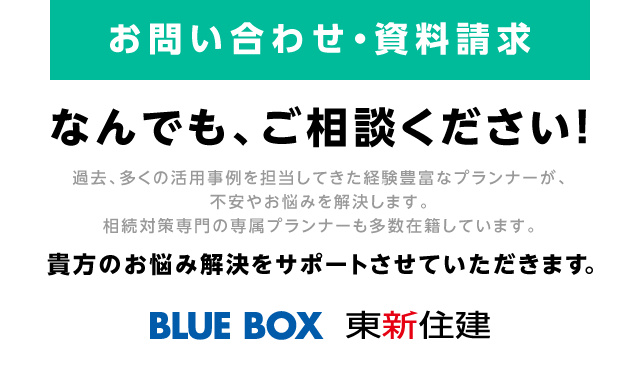 お問い合わせ・資料請求
なんでも、ご相談ください!
過去、多くの活用事例を担当してきた経験豊富なプランナーが、
不安やお悩みを解決します。
相続対策専門の専属プランナーも多数在籍しています。
貴方のお悩み解決をサポートさせていただきます。
BLUE BOX 東新住建